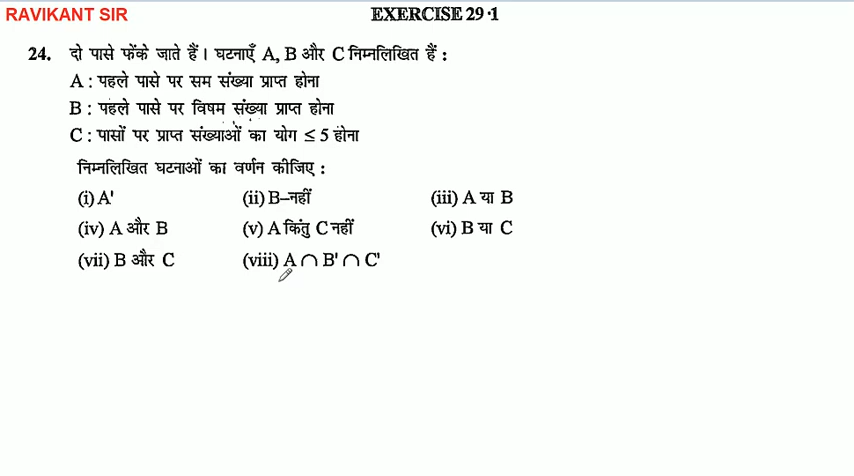 RAVIKANT SIR
EXERCISE 29·1
24. दो पासे फेंके जाते हैं। घटनाएँ A, B और C निम्नलिखित हैं :
A : पहले पासे पर सम संख्या प्राप्त होना
B : पहले पासे पर विषम संख्या प्राप्त होना
C : पासों पर प्राप्त संख्याओं का योग ≤ 5 होना
निम्नलिखित घटनाओं का वर्णन कीजिए :
(i) A' (ii) B–नहीं (iii) A या B
(iv) A और B (v) A किंतु C नहीं (vi) B या C
(vii) B और C (viii) A ∩ B' ∩ C'